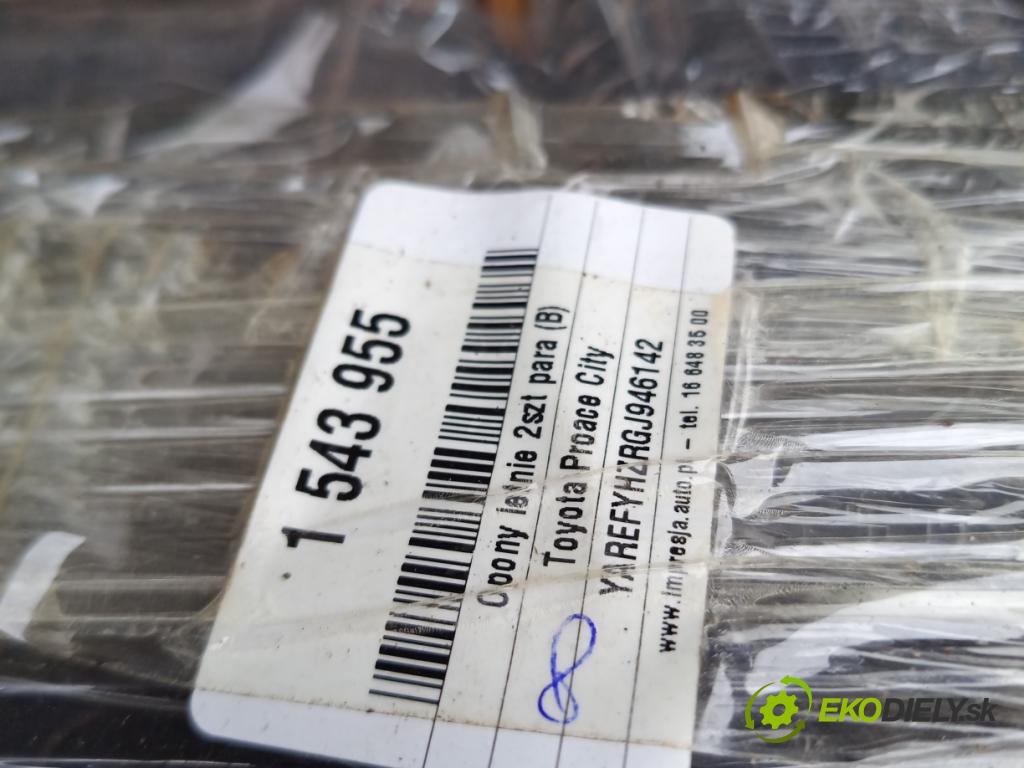 1 543 955
Opony letnie 2szt para (B)
Toyota Proace City
YAREFYHZRGJ946142
www.impresja.auto.pl - tel. 16 648 35 00
8
EKODIELY.sk